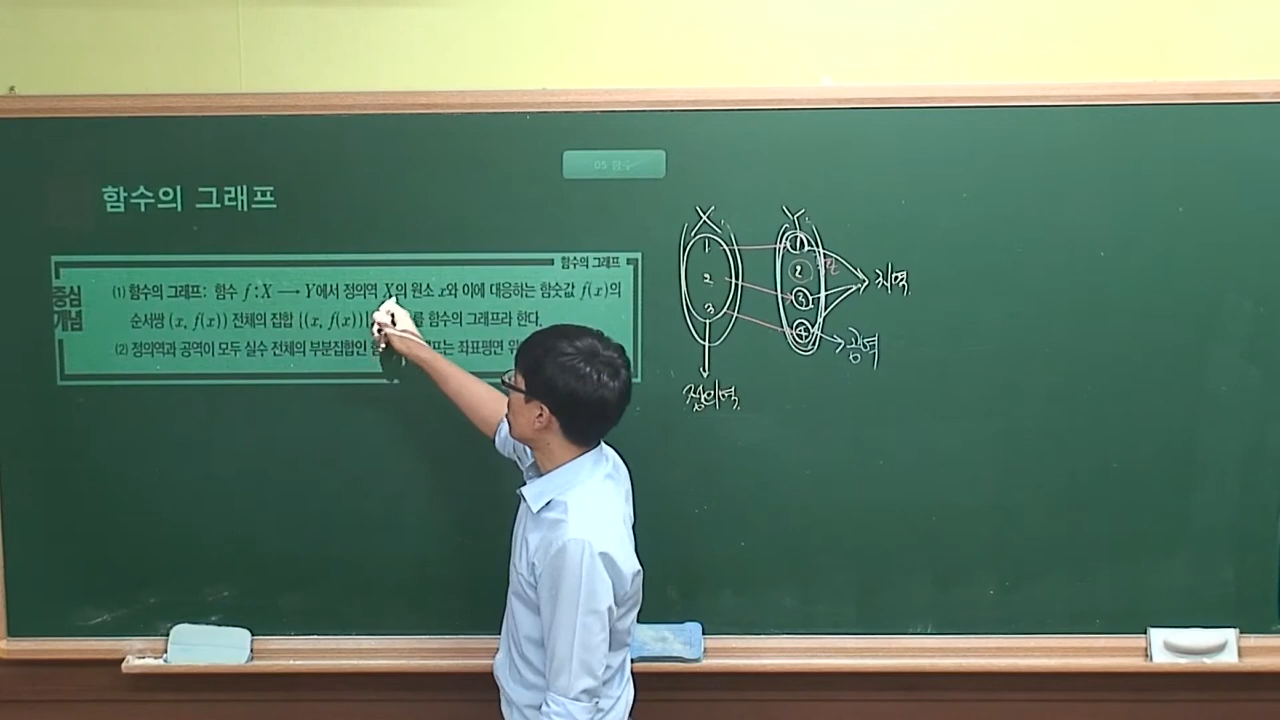 05 함수
함수의 그래프
함수의 그래프
중심
개념
(1) 함수의 그래프: 함수 f : X → Y에서 정의역 X의 원소 x와 이에 대응하는 함숫값 f(x)의
순서쌍 (x, f(x)) 전체의 집합 {(x, f(x))| 를 함수의 그래프라 한다.
(2) 정의역과 공역이 모두 실수 전체의 부분집합인 는 좌표평면
X Y
1 1
2 2
3 3
4
치역
공역
정의역